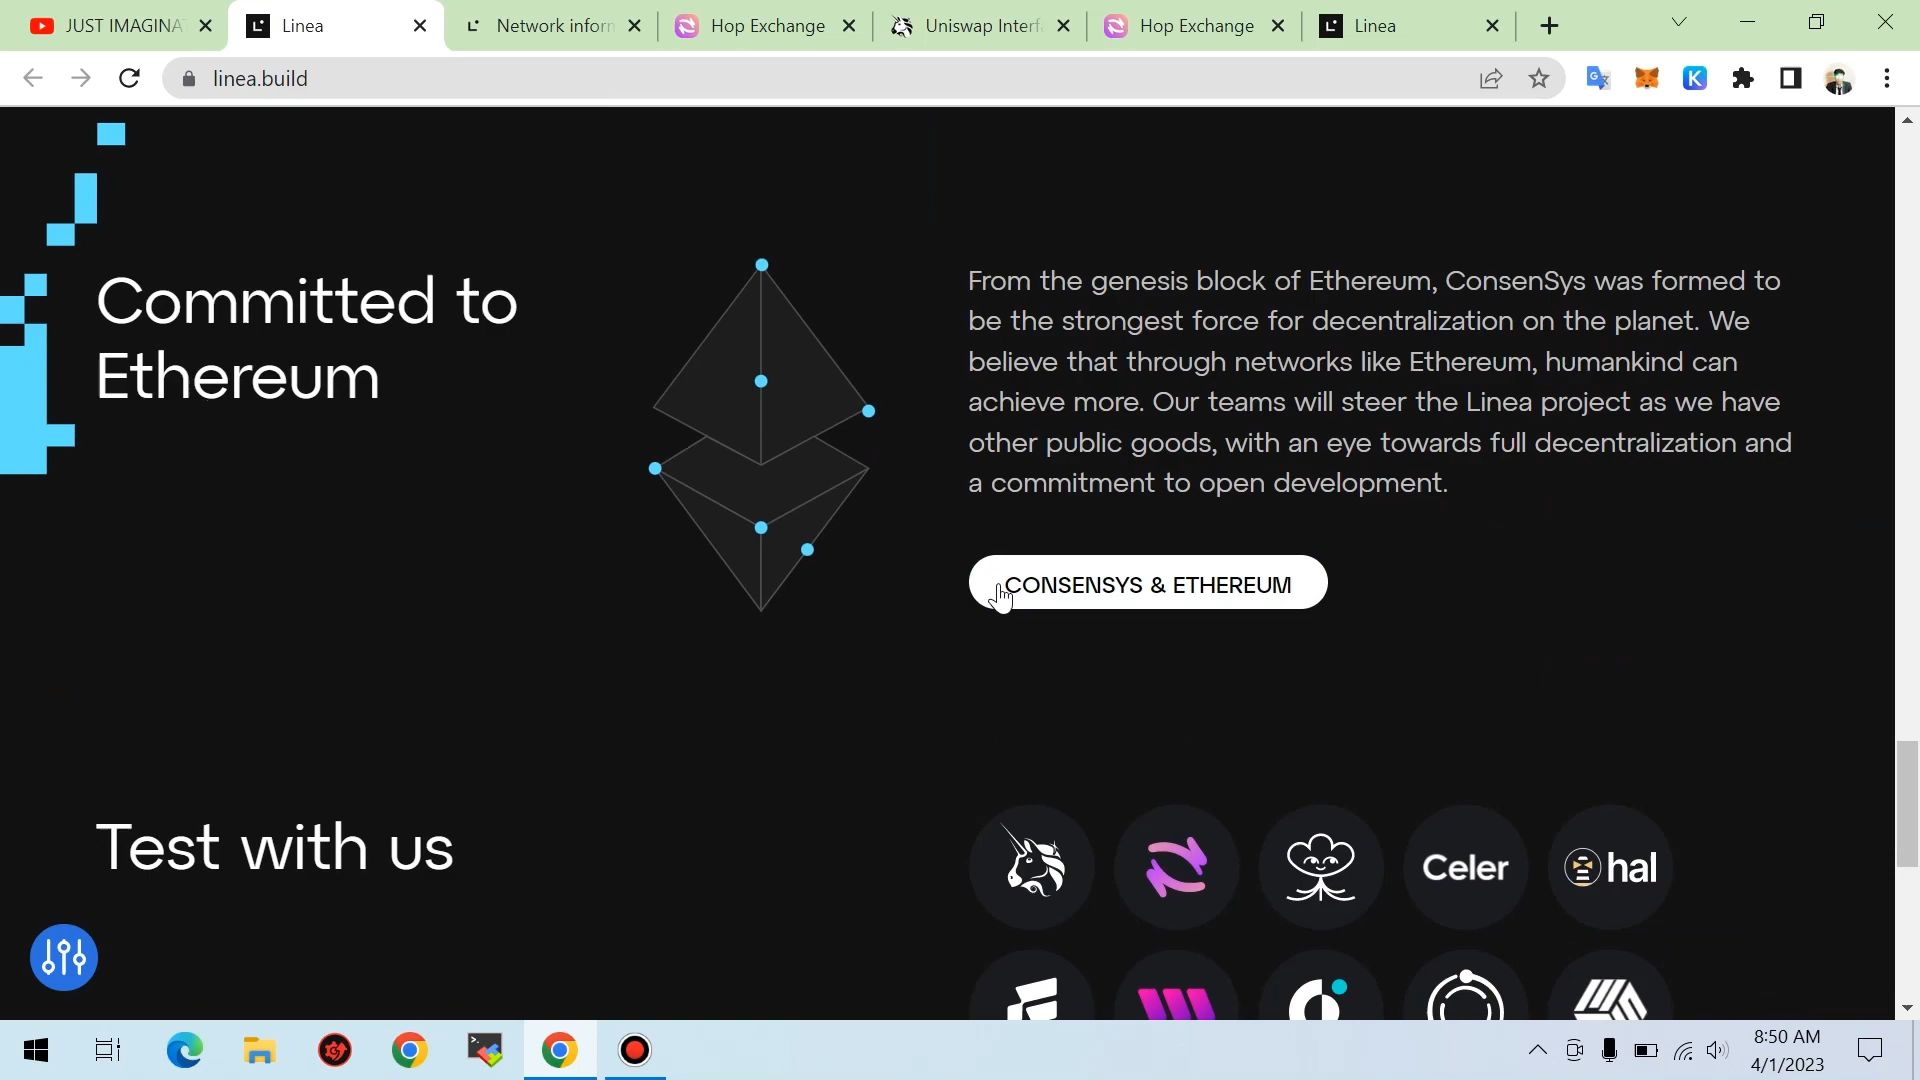 JUST IMAGINA
Linea
Network inform
Hop Exchange
Uniswap Interfa
Hop Exchange
Linea
linea.build
Committed to
Ethereum
From the genesis block of Ethereum, ConsenSys was formed to
be the strongest force for decentralization on the planet. We
believe that through networks like Ethereum, humankind can
achieve more. Our teams will steer the Linea project as we have
other public goods, with an eye towards full decentralization and
a commitment to open development.
CONSENSYS & ETHEREUM
Test with us
Celer
hal
8:50 AM
4/1/2023